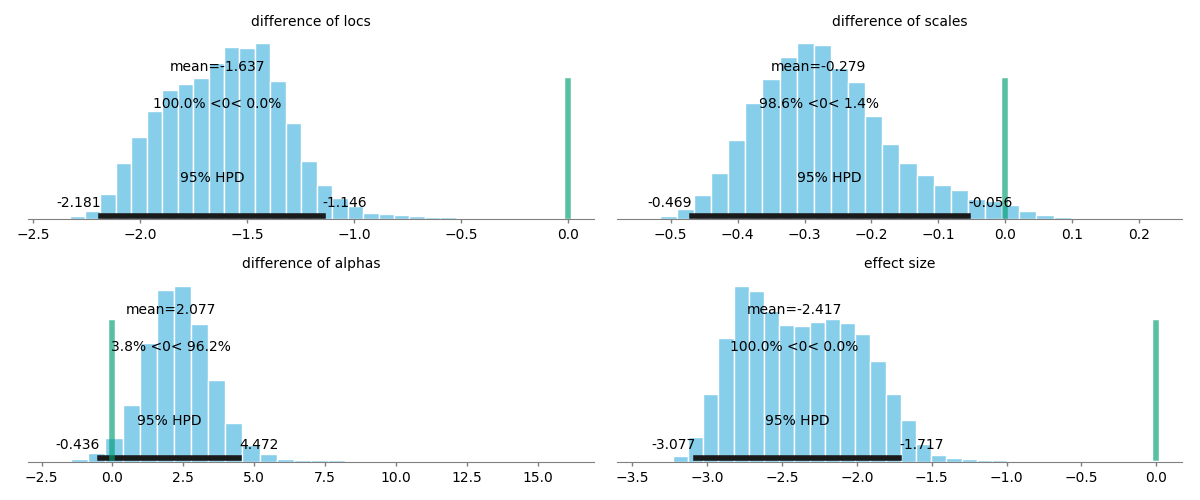 difference of locs
mean=-1.637
100.0% <0< 0.0%
95% HPD
-2.181
-1.146
−2.5 −2.0 −1.5 −1.0 −0.5 0.0
difference of scales
mean=-0.279
98.6% <0< 1.4%
95% HPD
-0.469
-0.056
−0.5 −0.4 −0.3 −0.2 −0.1 0.0 0.1 0.2
difference of alphas
mean=2.077
3.8% <0< 96.2%
95% HPD
-0.436
4.472
−2.5 0.0 2.5 5.0 7.5 10.0 12.5 15.0
effect size
mean=-2.417
100.0% <0< 0.0%
95% HPD
-3.077
-1.717
−3.5 −3.0 −2.5 −2.0 −1.5 −1.0 −0.5 0.0